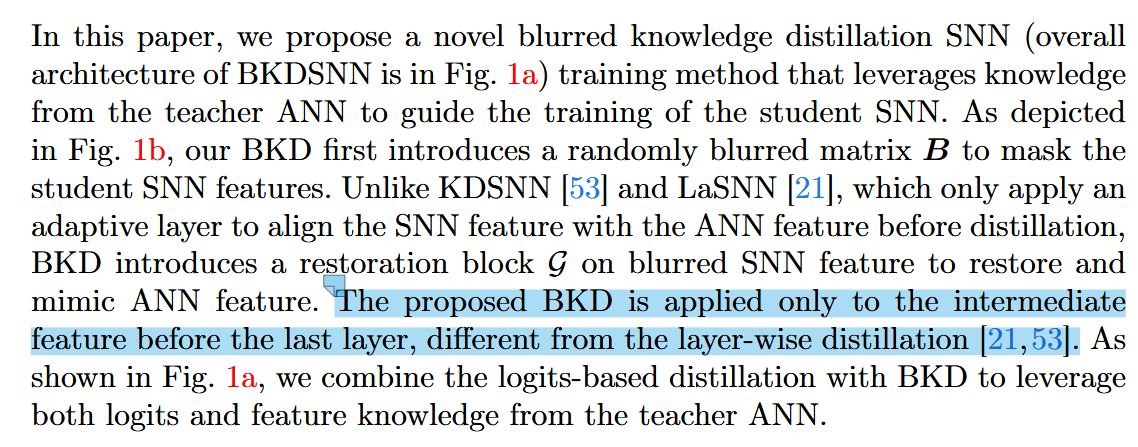 In this paper, we propose a novel blurred knowledge distillation SNN (overall
architecture of BKDSNN is in Fig. 1a) training method that leverages knowledge
from the teacher ANN to guide the training of the student SNN. As depicted
in Fig. 1b, our BKD first introduces a randomly blurred matrix B to mask the
student SNN features. Unlike KDSNN [53] and LaSNN [21], which only apply an
adaptive layer to align the SNN feature with the ANN feature before distillation,
BKD introduces a restoration block G on blurred SNN feature to restore and
mimic ANN feature. The proposed BKD is applied only to the intermediate
feature before the last layer, different from the layer-wise distillation [21,53]. As
shown in Fig. 1a, we combine the logits-based distillation with BKD to leverage
both logits and feature knowledge from the teacher ANN.